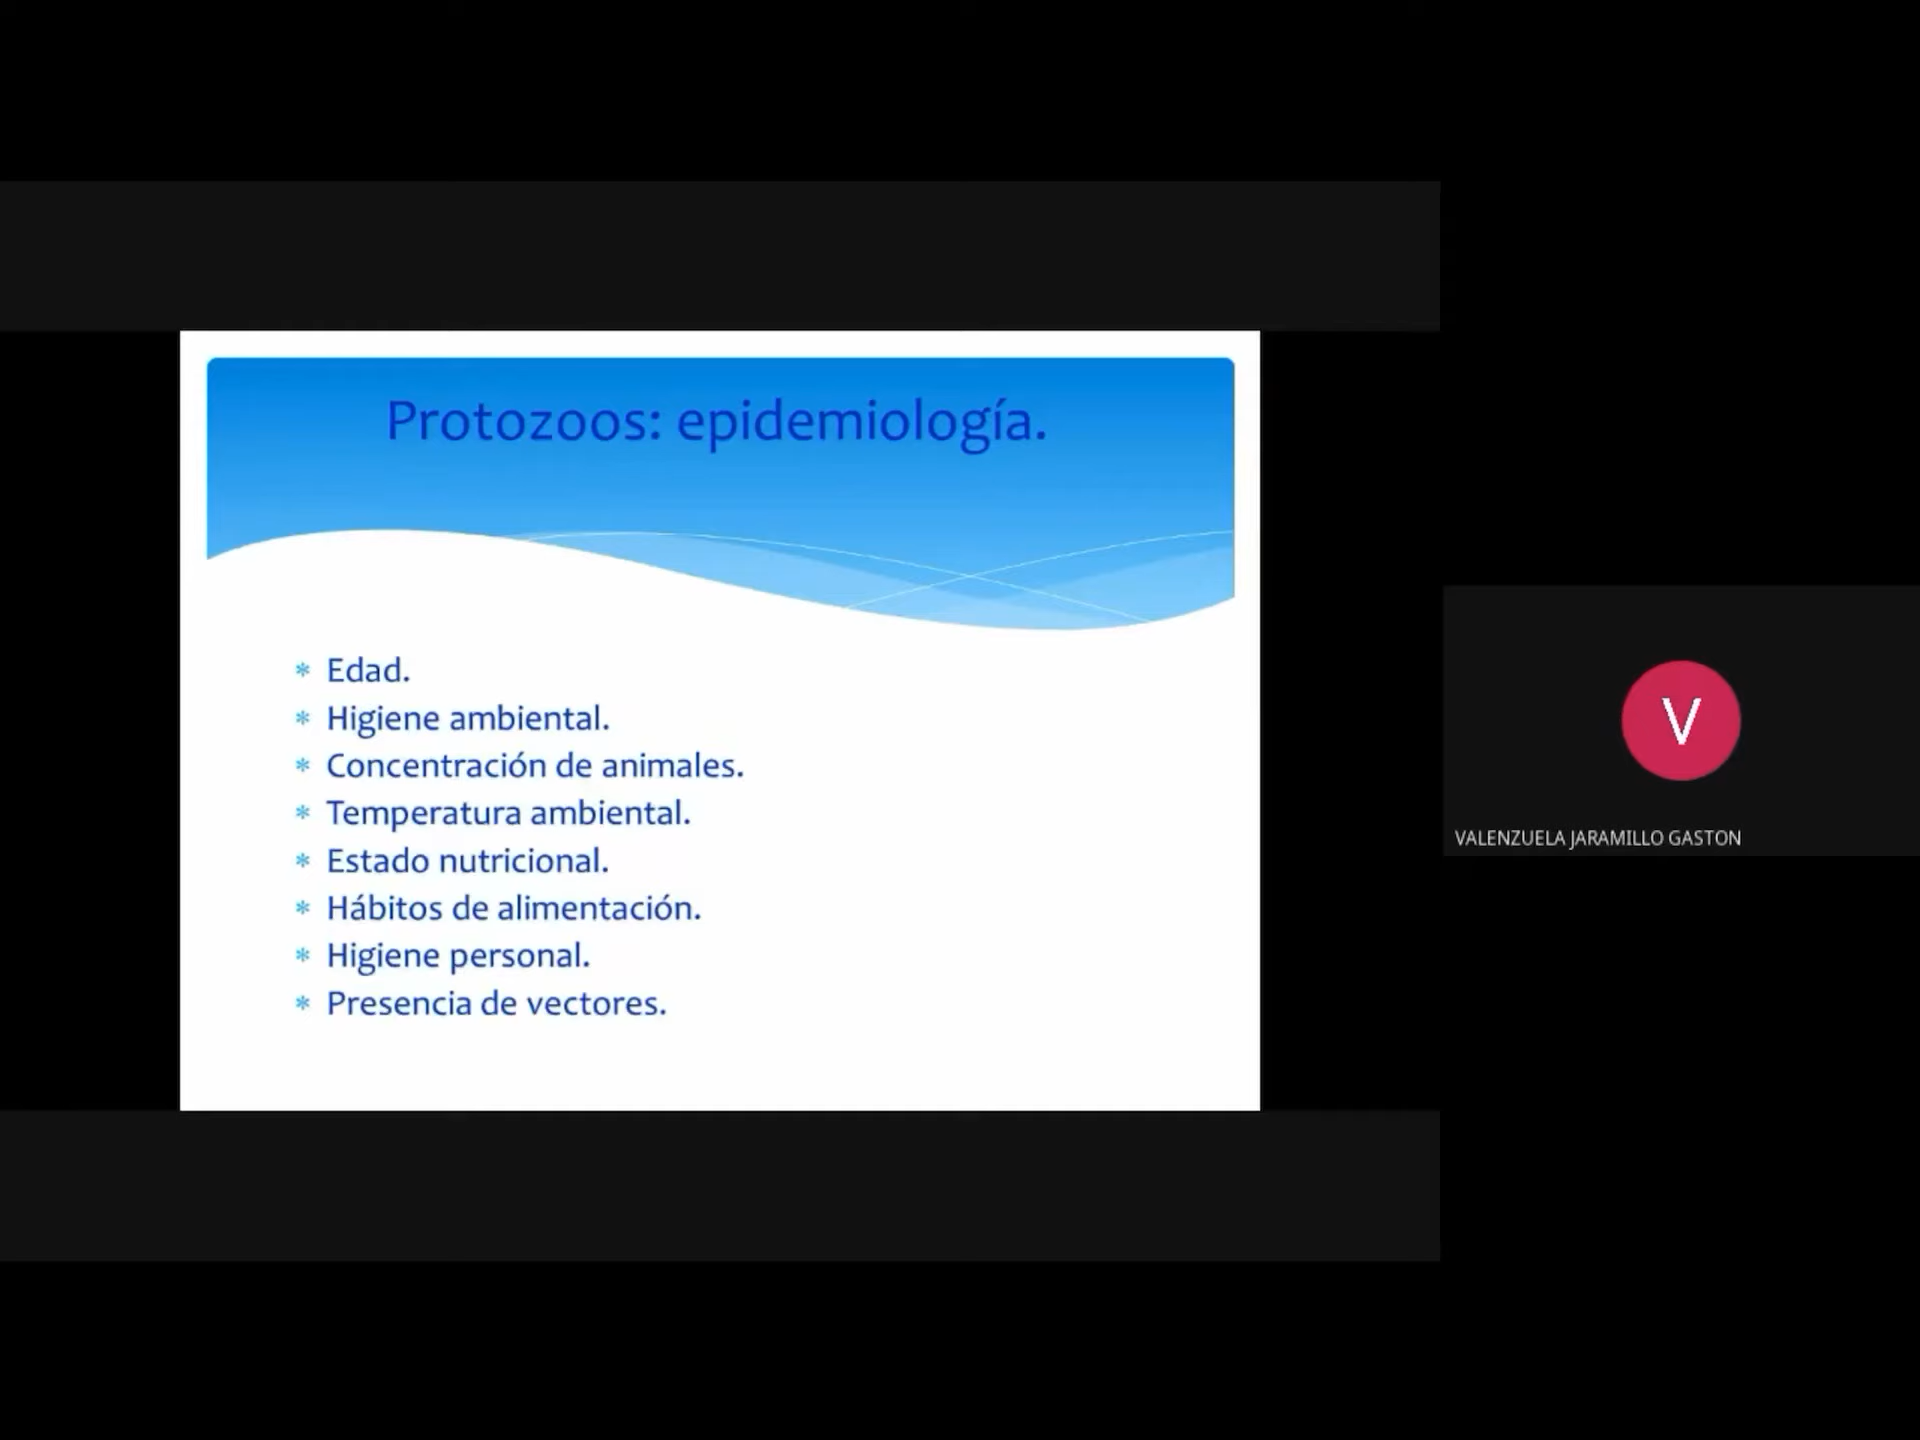 Protozoos: epidemiología.
* Edad.
* Higiene ambiental.
* Concentración de animales.
* Temperatura ambiental.
* Estado nutricional.
* Hábitos de alimentación.
* Higiene personal.
* Presencia de vectores.
V
VALENZUELA JARAMILLO GASTON